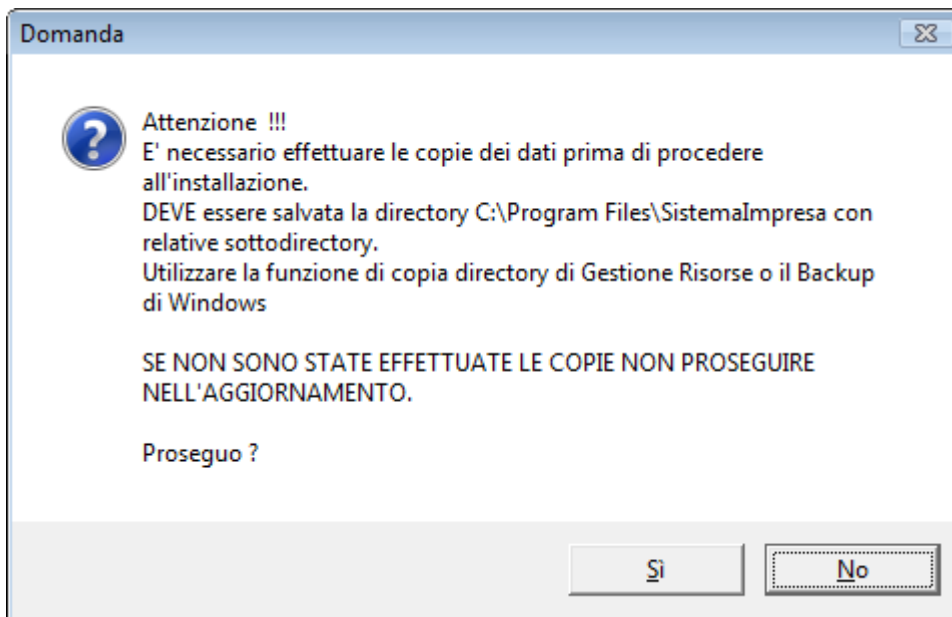 Domanda
Attenzione !!!
E' necessario effettuare le copie dei dati prima di procedere
all'installazione.
DEVE essere salvata la directory C:\Program Files\SistemaImpresa con
relative sottodirectory.
Utilizzare la funzione di copia directory di Gestione Risorse o il Backup
di Windows
SE NON SONO STATE EFFETTUATE LE COPIE NON PROSEGUIRE
NELL'AGGIORNAMENTO.
Proseguo ?
Sì
No